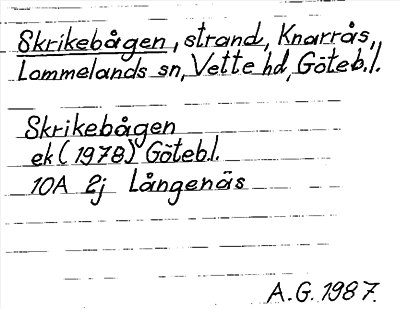 Skrikebågen, strand, Knarrås,
Lommelands sn, Vette hd, Göteb.l.
Skrikebågen
ek (1978) Göteb.l.
10A 2j Långenäs
A.G. 1987.